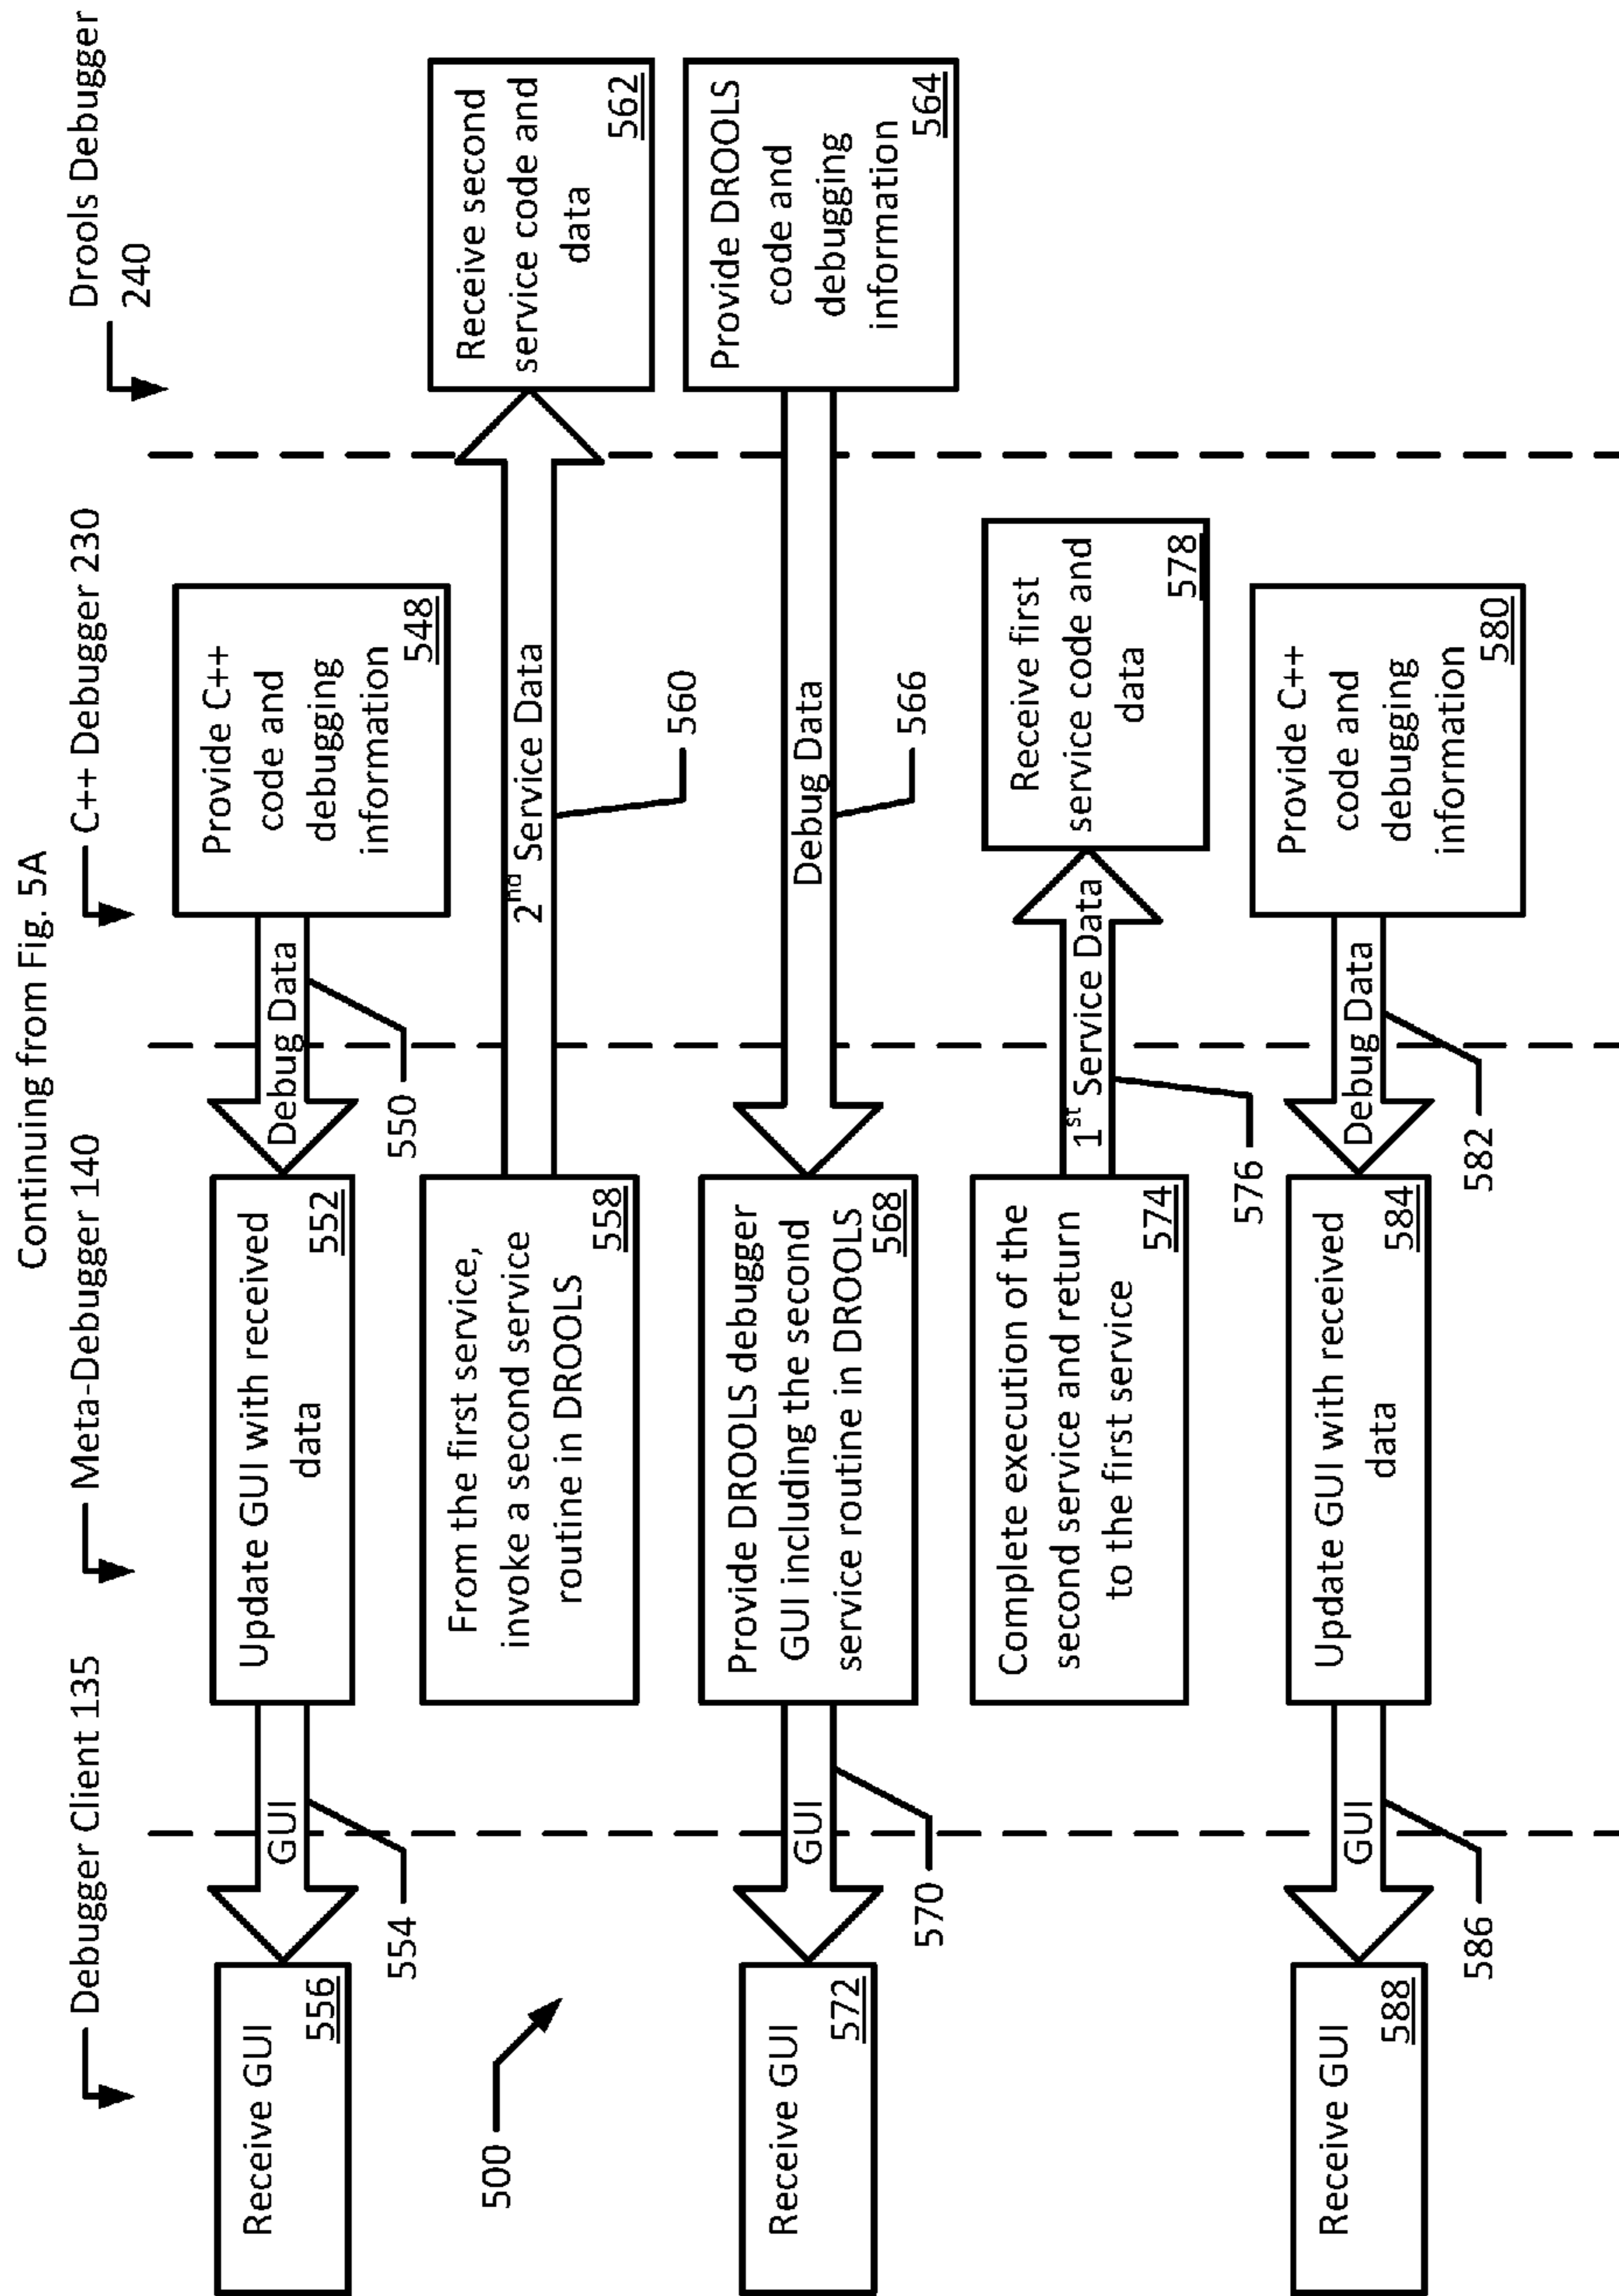 Continuing from Fig. 5A
Debugger Client 135
Meta-Debugger 140
C++ Debugger 230
Drools Debugger
240
Receive GUI
556
GUI
554
Update GUI with received
data
552
Debug Data
550
Provide C++
code and
debugging
information
548
From the first service,
invoke a second service
routine in DROOLS
558
2nd Service Data
560
Receive second
service code and
data
562
500
Receive GUI
572
GUI
570
Provide DROOLS debugger
GUI including the second
service routine in DROOLS
568
Debug Data
566
Provide DROOLS
code and
debugging
information
564
Complete execution of the
second service and return
to the first service
574
1st Service Data
576
Receive first
service code and
data
578
Receive GUI
588
GUI
586
Update GUI with received
data
584
Debug Data
582
Provide C++
code and
debugging
information
580